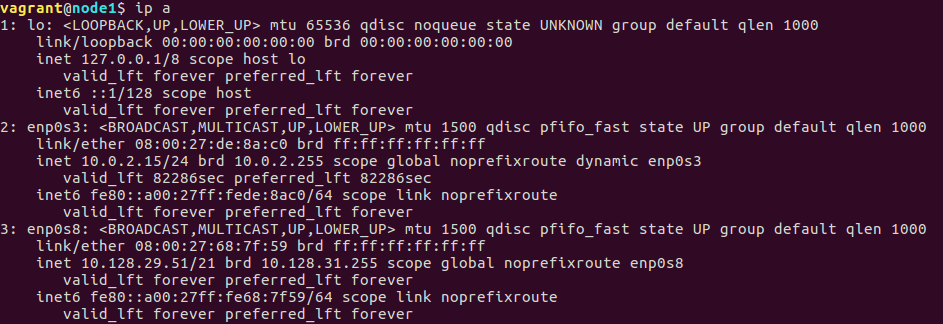 vagrant@node1$ ip a
1: lo: <LOOPBACK,UP,LOWER_UP> mtu 65536 qdisc noqueue state UNKNOWN group default qlen 1000
    link/loopback 00:00:00:00:00:00 brd 00:00:00:00:00:00
    inet 127.0.0.1/8 scope host lo
       valid_lft forever preferred_lft forever
    inet6 ::1/128 scope host
       valid_lft forever preferred_lft forever
2: enp0s3: <BROADCAST,MULTICAST,UP,LOWER_UP> mtu 1500 qdisc pfifo_fast state UP group default qlen 1000
    link/ether 08:00:27:de:8a:c0 brd ff:ff:ff:ff:ff:ff
    inet 10.0.2.15/24 brd 10.0.2.255 scope global noprefixroute dynamic enp0s3
       valid_lft 82286sec preferred_lft 82286sec
    inet6 fe80::a00:27ff:fede:8ac0/64 scope link noprefixroute
       valid_lft forever preferred_lft forever
3: enp0s8: <BROADCAST,MULTICAST,UP,LOWER_UP> mtu 1500 qdisc pfifo_fast state UP group default qlen 1000
    link/ether 08:00:27:68:7f:59 brd ff:ff:ff:ff:ff:ff
    inet 10.128.29.51/21 brd 10.128.31.255 scope global noprefixroute enp0s8
       valid_lft forever preferred_lft forever
    inet6 fe80::a00:27ff:fe68:7f59/64 scope link noprefixroute
       valid_lft forever preferred_lft forever